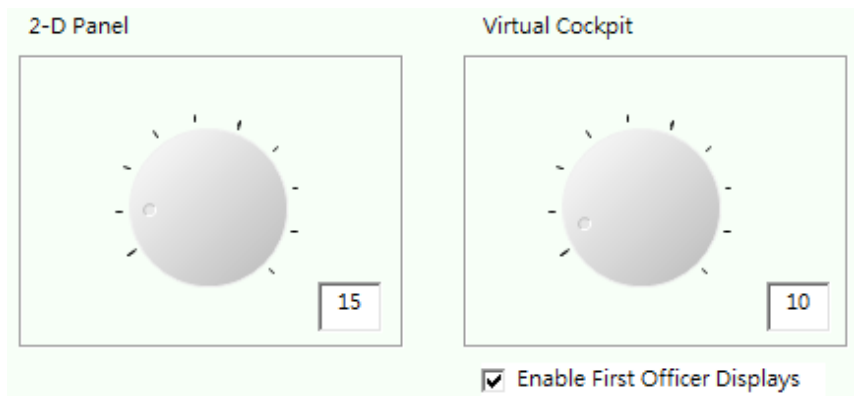 2-D Panel
Virtual Cockpit
15
10
Enable First Officer Displays